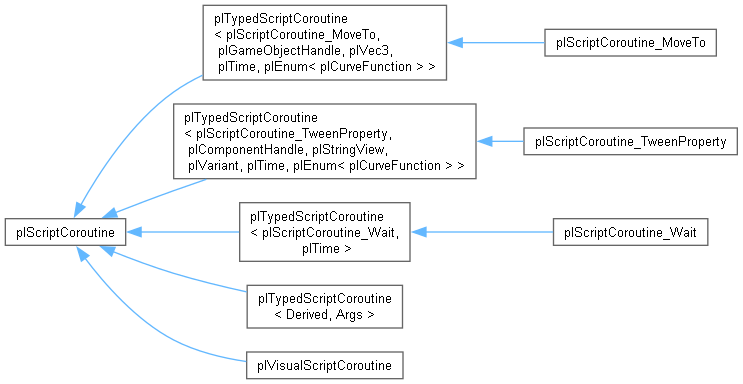 plTypedScriptCoroutine
< plScriptCoroutine_MoveTo,
plGameObjectHandle, plVec3,
plTime, plEnum< plCurveFunction > >
plScriptCoroutine_MoveTo
plTypedScriptCoroutine
< plScriptCoroutine_TweenProperty,
plComponentHandle, plStringView,
plVariant, plTime, plEnum< plCurveFunction > >
plScriptCoroutine_TweenProperty
plScriptCoroutine
plTypedScriptCoroutine
< plScriptCoroutine_Wait,
plTime >
plScriptCoroutine_Wait
plTypedScriptCoroutine
< Derived, Args >
plVisualScriptCoroutine